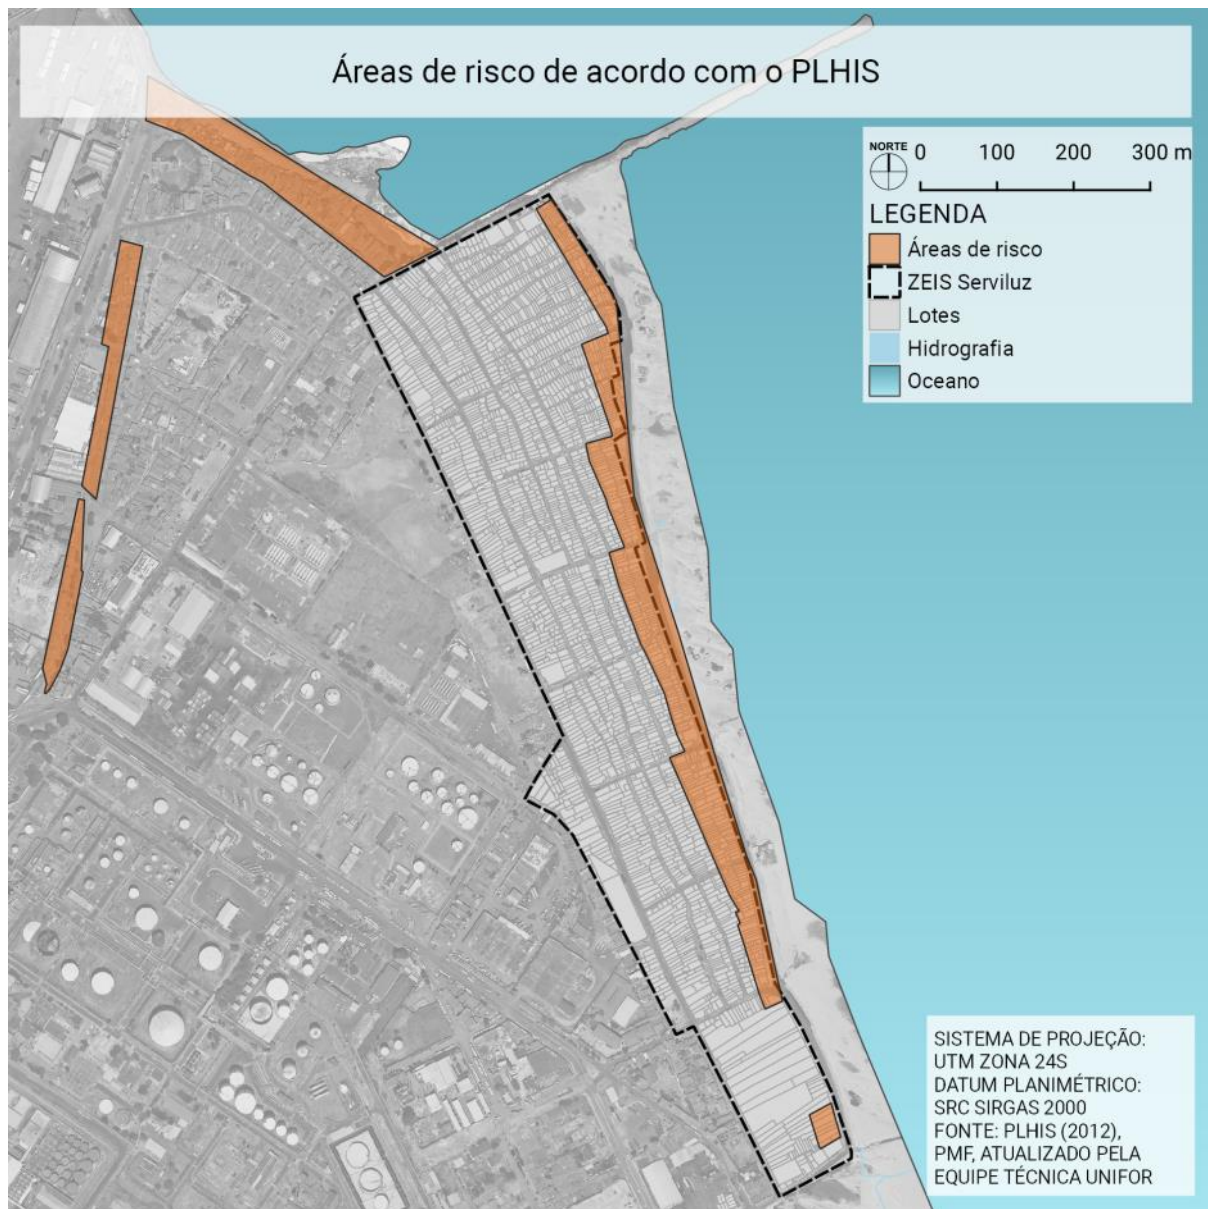 Áreas de risco de acordo com o PLHIS
NORTE 0 100 200 300 m
LEGENDA
Áreas de risco
ZEIS Serviluz
Lotes
Hidrografia
Oceano
SISTEMA DE PROJEÇÃO:
UTM ZONA 24S
DATUM PLANIMÉTRICO:
SRC SIRGAS 2000
FONTE: PLHIS (2012),
PMF, ATUALIZADO PELA
EQUIPE TÉCNICA UNIFOR